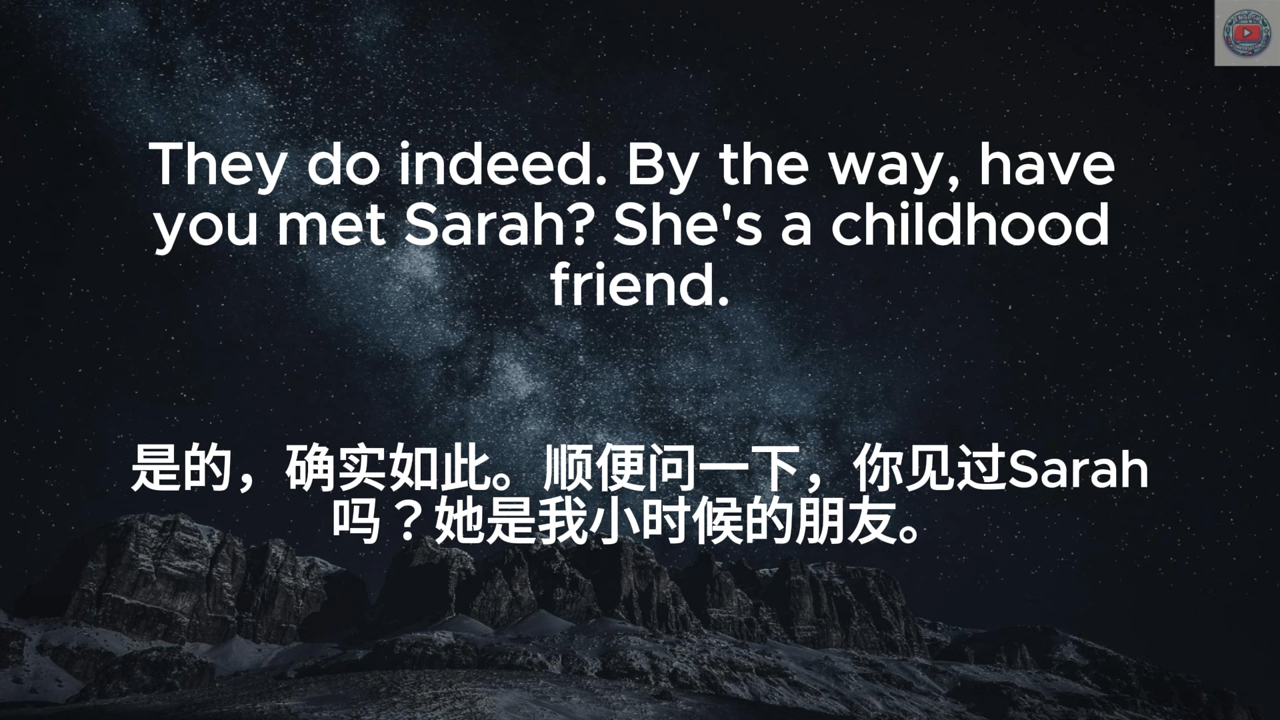 They do indeed. By the way, have
you met Sarah? She's a childhood
friend.
是的，确实如此。顺便问一下，你见过Sarah
吗？她是我小时候的朋友。